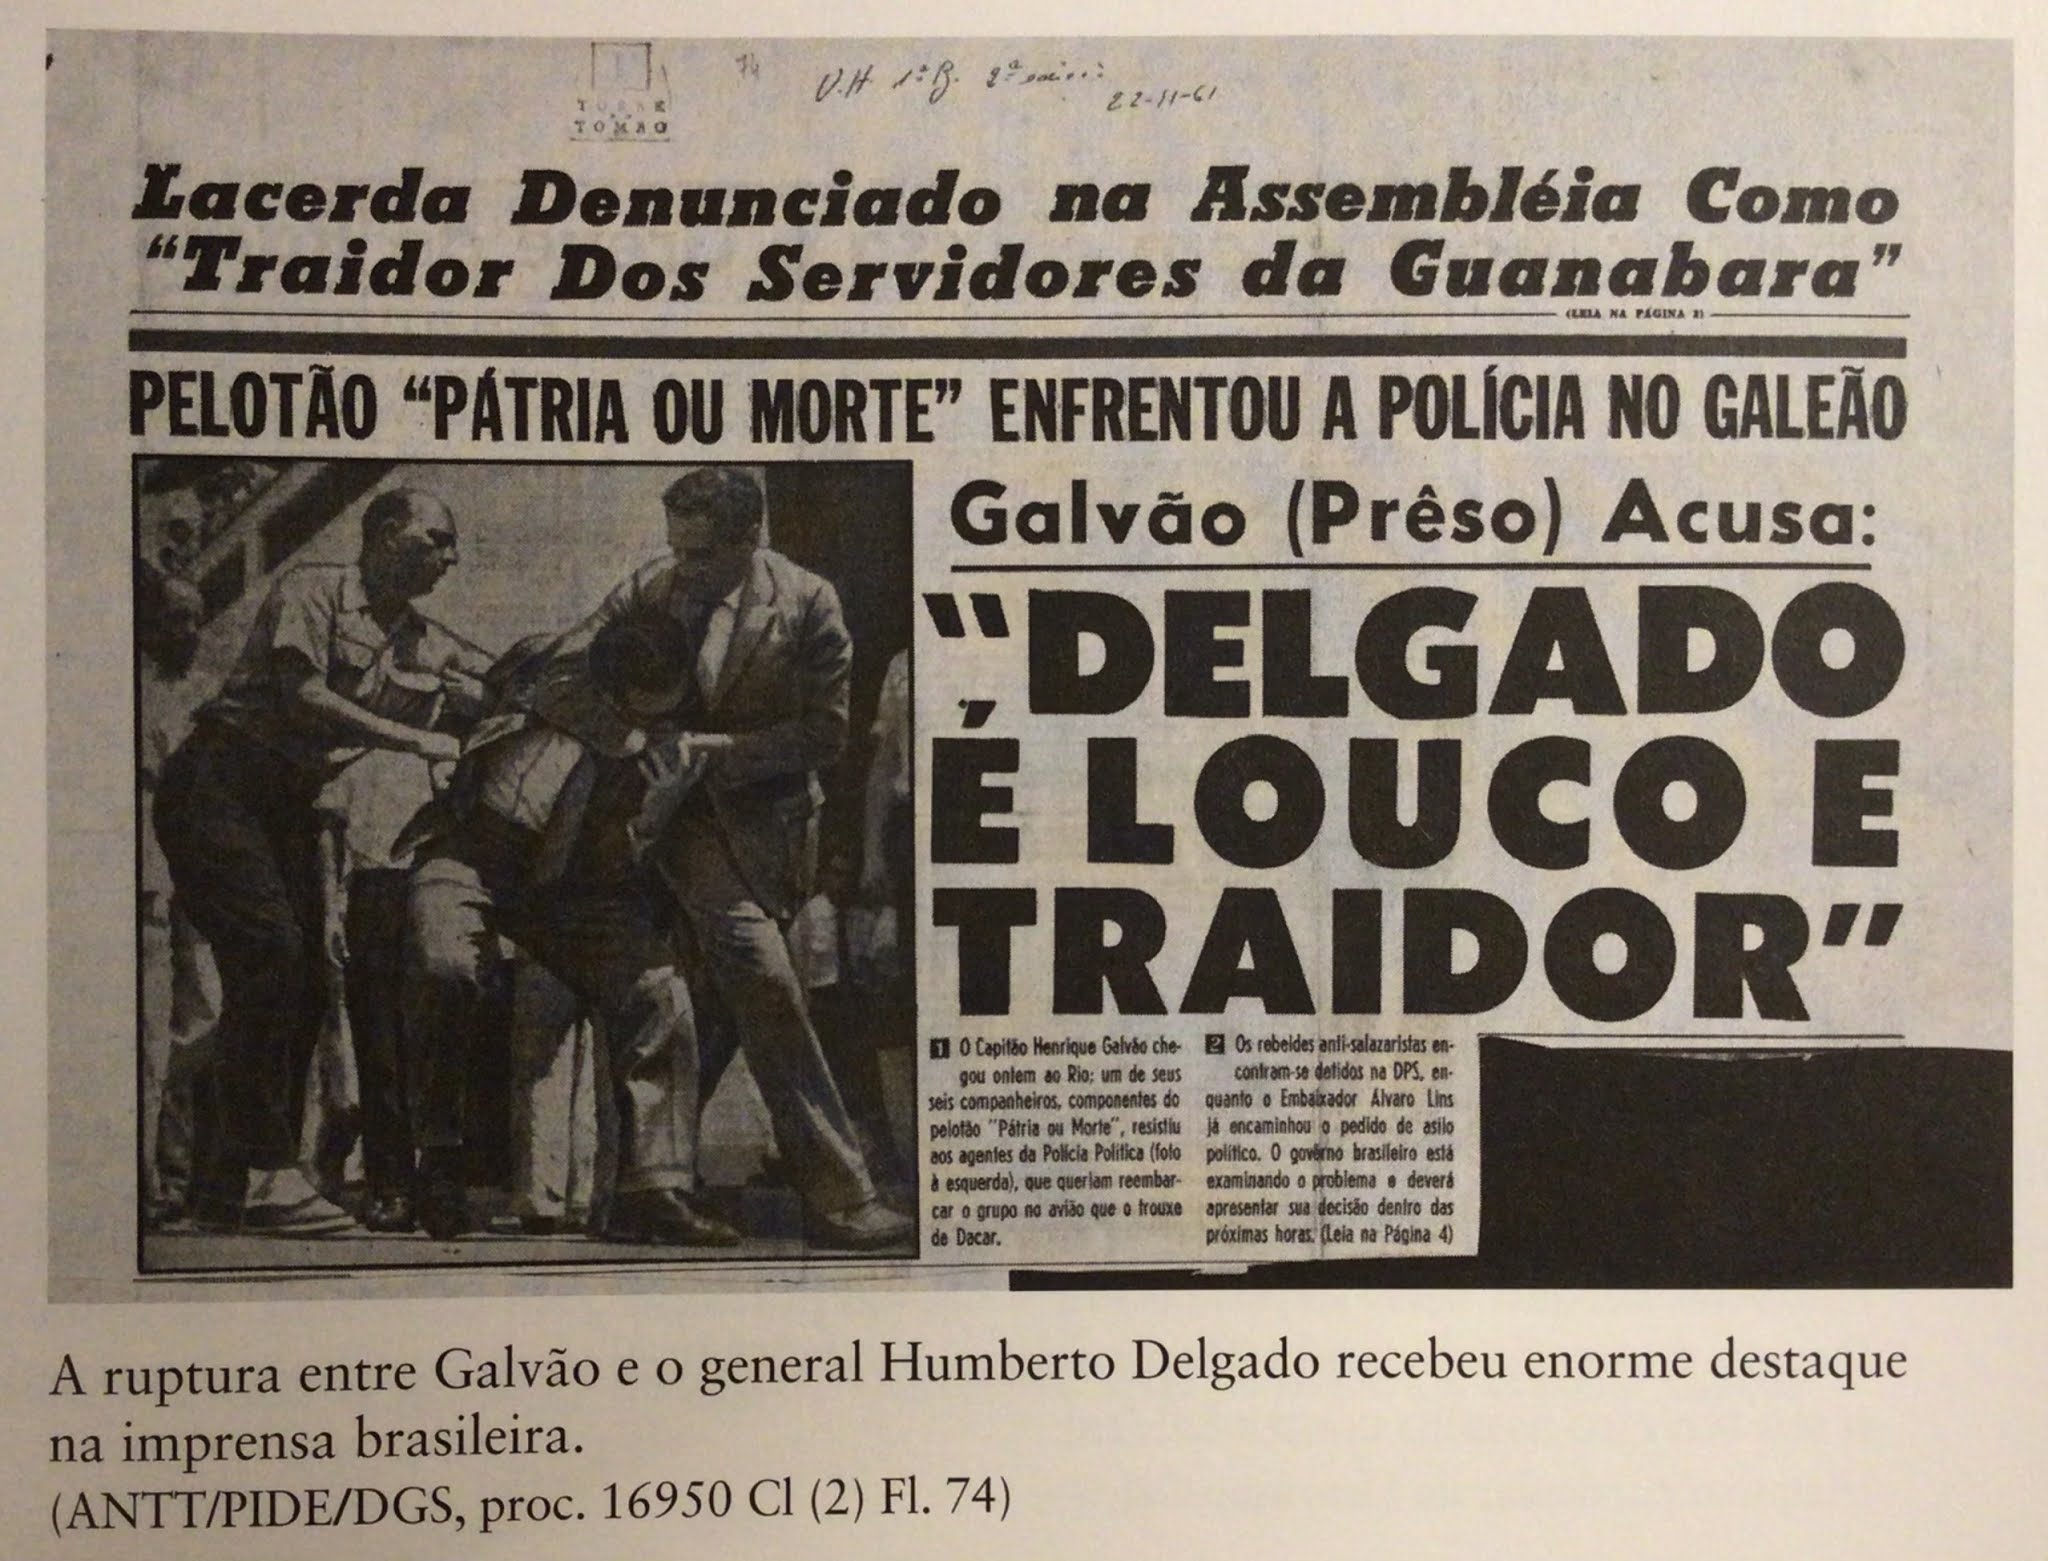 TORRE
TOMBO
74
U.H. 1ª P. 2ª
22-11-61
Lacerda Denunciado na Assembléia Como
“Traidor Dos Servidores da Guanabara”
(LEIA NA PÁGINA 2)
PELOTÃO “PÁTRIA OU MORTE” ENFRENTOU A POLÍCIA NO GALEÃO
Galvão (Prêso) Acusa:
“DELGADO
É LOUCO E
TRAIDOR”
1 O Capitão Henrique Galvão che-
gou ontem ao Rio; um de seus
seis companheiros, componentes do
pelotão “Pátria ou Morte”, resistiu
aos agentes da Polícia Política (foto
à esquerda), que queriam reembar-
car o grupo no avião que o trouxe
de Dacar.
2 Os rebeldes anti-salazaristas en-
contram-se detidos na DPS, en-
quanto o Embaixador Álvaro Lins
já encaminhou o pedido de asilo
político. O govêrno brasileiro está
examinando o problema e deverá
apresentar sua decisão dentro das
próximas horas. (Leia na Página 4)
A ruptura entre Galvão e o general Humberto Delgado recebeu enorme destaque
na imprensa brasileira.
(ANTT/PIDE/DGS, proc. 16950 Cl (2) Fl. 74)